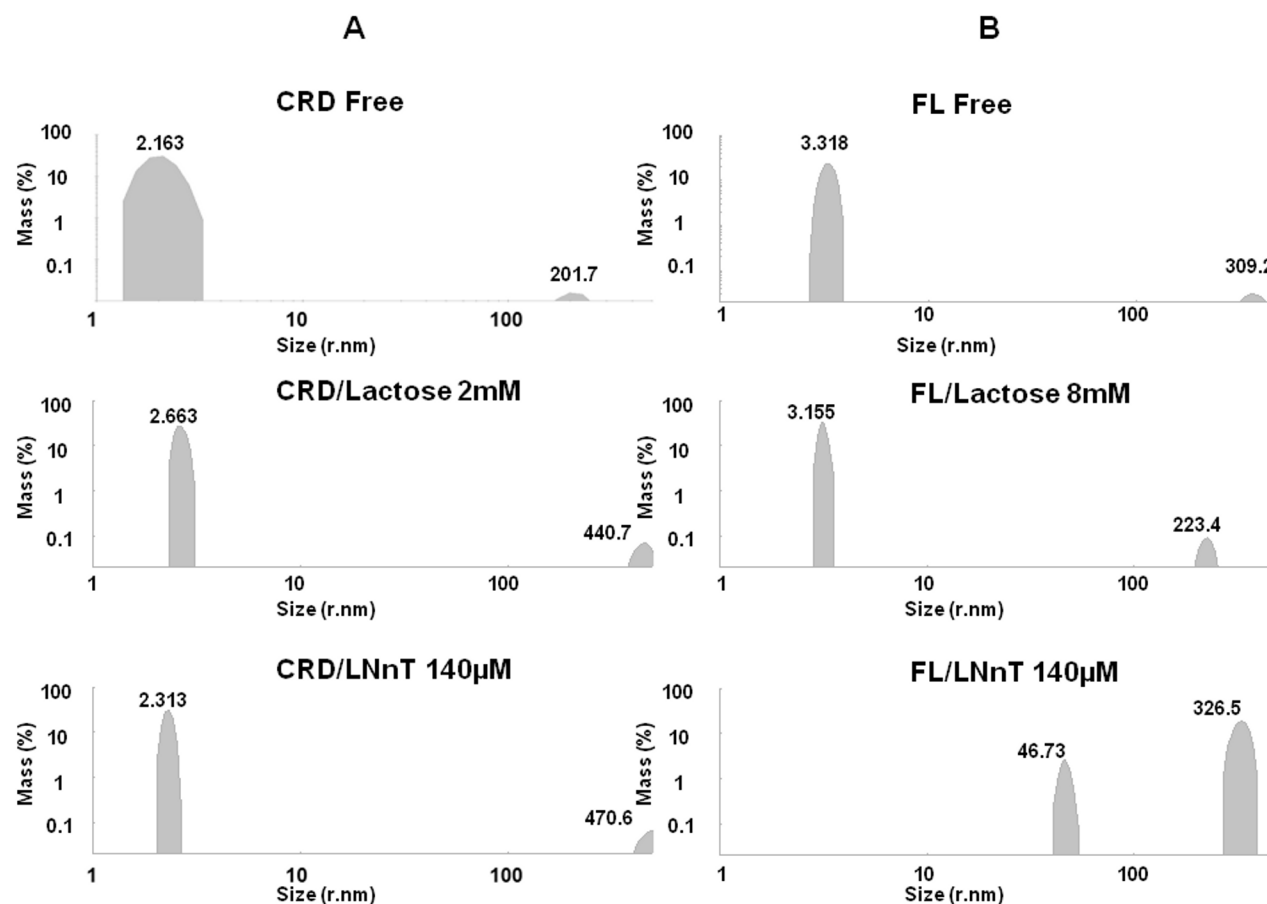 A
CRD Free
100
10
1
0.1
Mass (%)
2.163
201.7
1
10
100
Size (r.nm)
CRD/Lactose 2mM
100
10
1
0.1
Mass (%)
2.663
440.7
1
10
100
Size (r.nm)
CRD/LNnT 140µM
100
10
1
0.1
Mass (%)
2.313
470.6
1
10
100
Size (r.nm)
B
FL Free
100
10
1
0.1
Mass (%)
3.318
309.2
1
10
100
Size (r.nm)
FL/Lactose 8mM
100
10
1
0.1
Mass (%)
3.155
223.4
1
10
100
Size (r.nm)
FL/LNnT 140µM
100
10
1
0.1
Mass (%)
46.73
326.5
1
10
100
Size (r.nm)